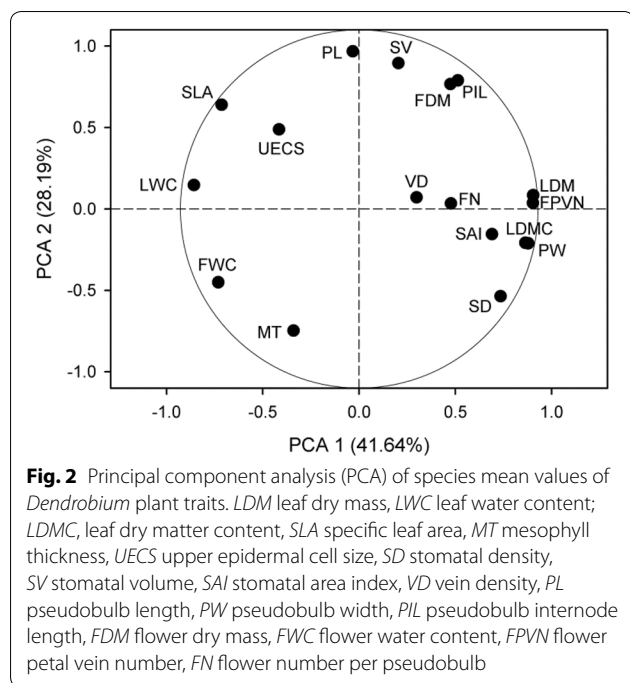 PL
SV
SLA
FDM
PIL
UECS
LWC
VD
FN
LDM
FPVN
SAI
LDMC
PW
FWC
SD
MT
1.0
0.5
0.0
-0.5
-1.0
PCA 2 (28.19%)
-1.0 -0.5 0.0 0.5 1.0
PCA 1 (41.64%)
Fig. 2 Principal component analysis (PCA) of species mean values of
Dendrobium plant traits. LDM leaf dry mass, LWC leaf water content;
LDMC, leaf dry matter content, SLA specific leaf area, MT mesophyll
thickness, UECS upper epidermal cell size, SD stomatal density,
SV stomatal volume, SAI stomatal area index, VD vein density, PL
pseudobulb length, PW pseudobulb width, PIL pseudobulb internode
length, FDM flower dry mass, FWC flower water content, FPVN flower
petal vein number, FN flower number per pseudobulb